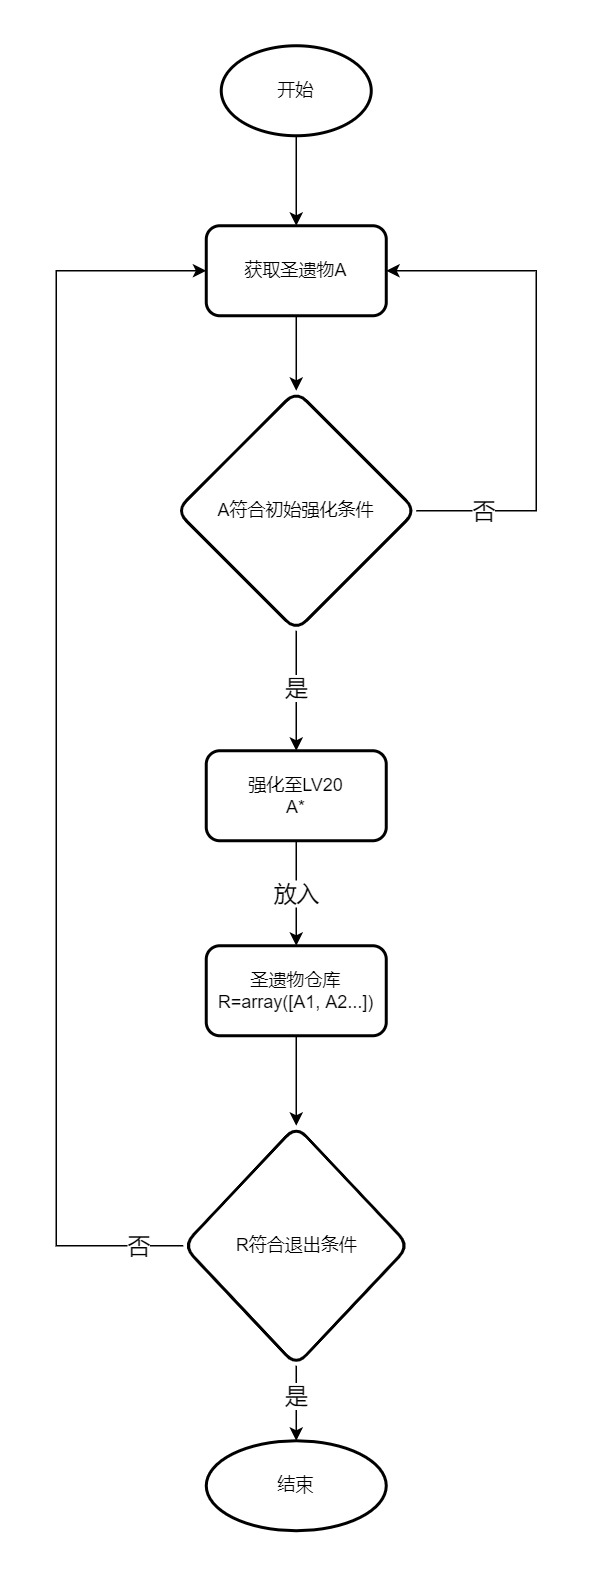 开始
获取圣遗物A
A符合初始强化条件
否
是
强化至LV20
A*
放入
圣遗物仓库
R=array([A1, A2...])
R符合退出条件
否
是
结束